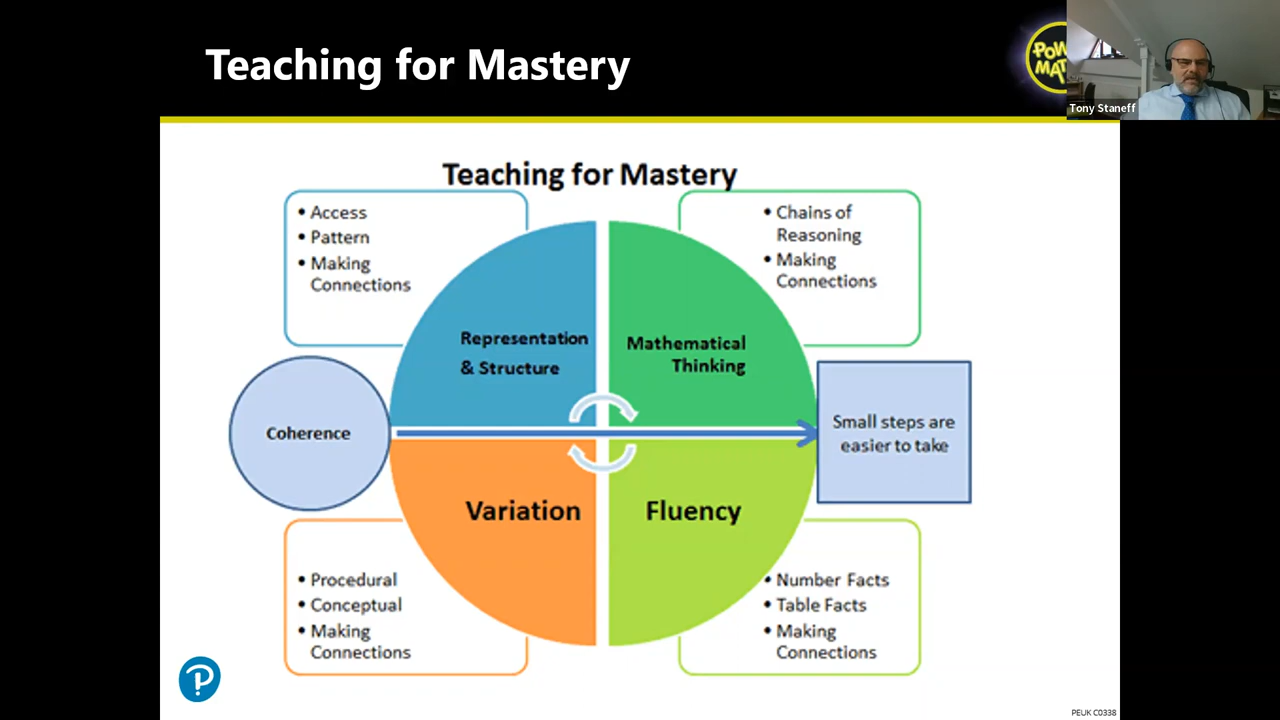 Teaching for Mastery
Tony Staneff
Teaching for Mastery
• Access
• Pattern
• Making
Connections
• Chains of
Reasoning
• Making
Connections
Representation
& Structure
Mathematical
Thinking
Coherence
Small steps are
easier to take
Variation
Fluency
• Procedural
• Conceptual
• Making
Connections
• Number Facts
• Table Facts
• Making
Connections
PEUK C0338